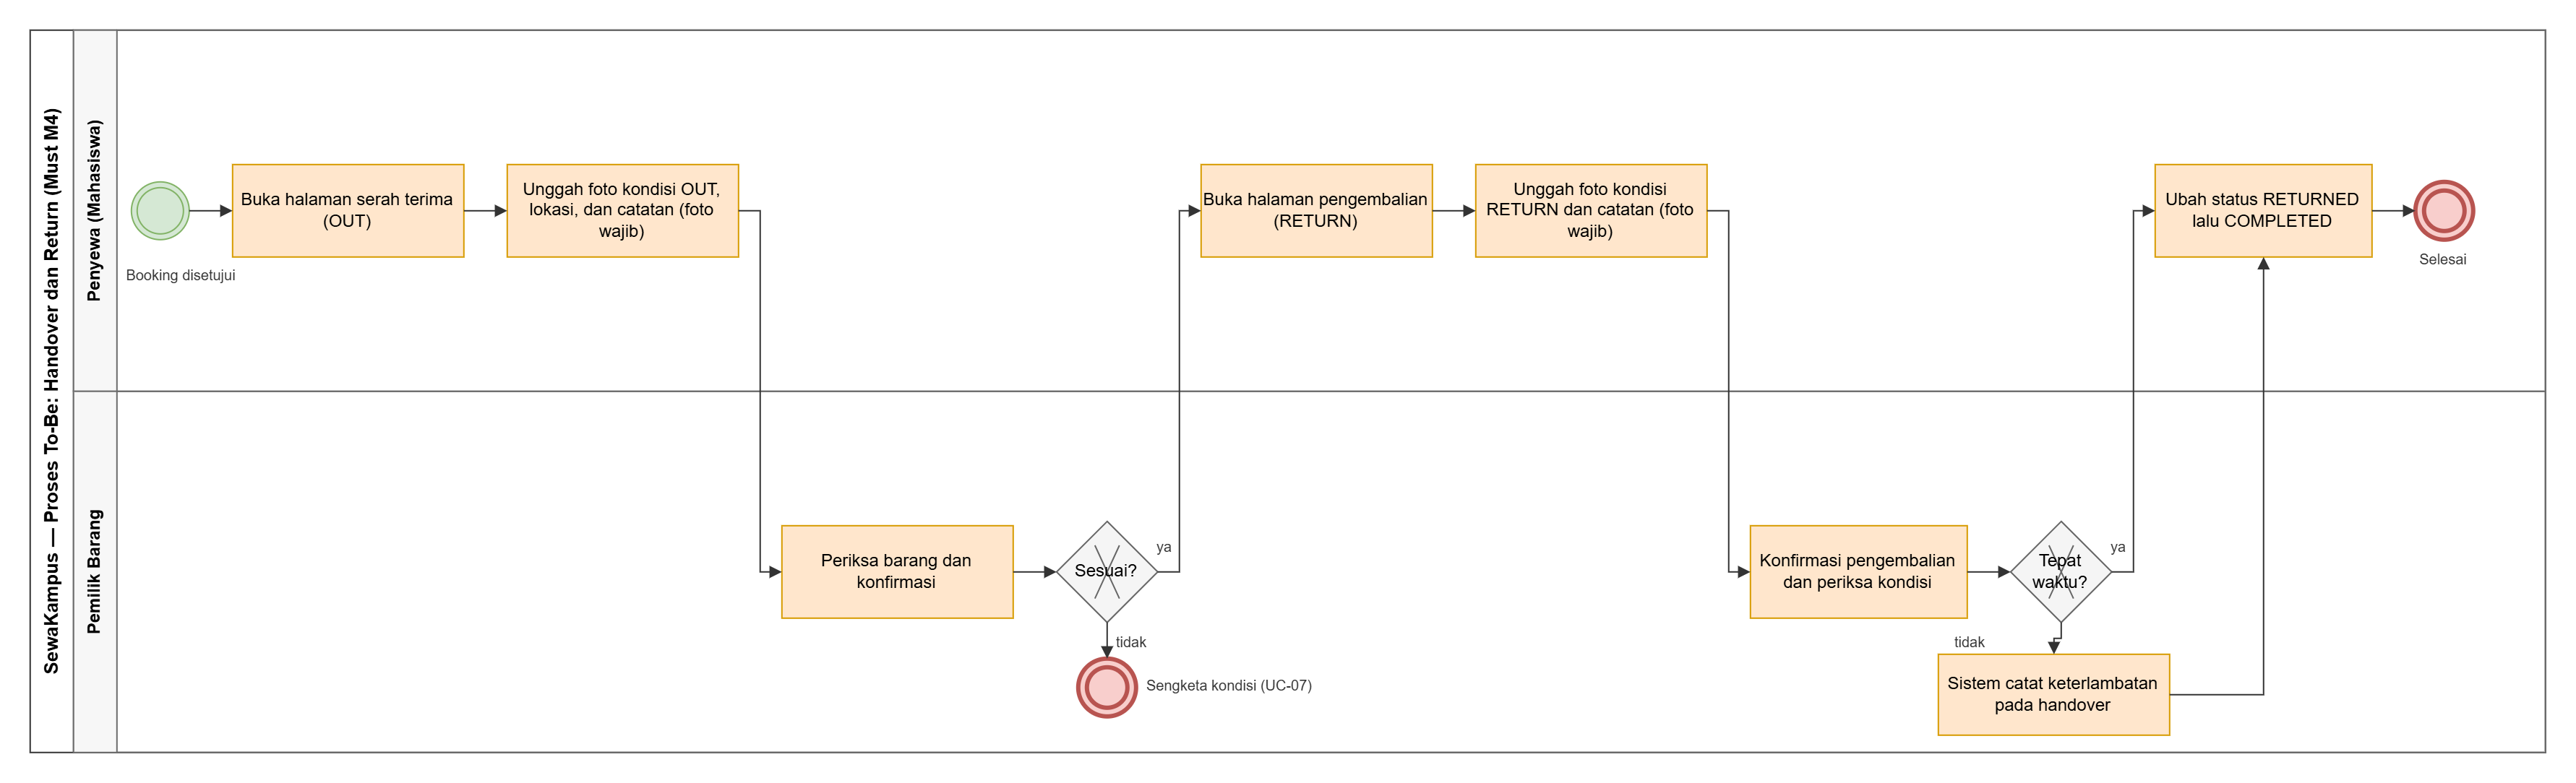 SewaKampus — Proses To-Be: Handover dan Return (Must M4)
Penyewa (Mahasiswa)
Booking disetujui
Buka halaman serah terima
(OUT)
Unggah foto kondisi OUT,
lokasi, dan catatan (foto
wajib)
Buka halaman pengembalian
(RETURN)
Unggah foto kondisi
RETURN dan catatan (foto
wajib)
Ubah status RETURNED
lalu COMPLETED
Selesai
Pemilik Barang
Periksa barang dan
konfirmasi
Sesuai?
ya
tidak
Sengketa kondisi (UC-07)
Konfirmasi pengembalian
dan periksa kondisi
Tepat
waktu?
ya
tidak
Sistem catat keterlambatan
pada handover